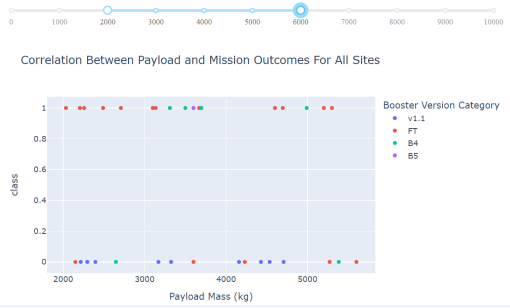 0 1000 2000 3000 4000 5000 6000 7000 8000 9000 10000
Correlation Between Payload and Mission Outcomes For All Sites
Booster Version Category
v1.1
FT
B4
B5
class
1
0.8
0.6
0.4
0.2
0
2000 3000 4000 5000
Payload Mass (kg)